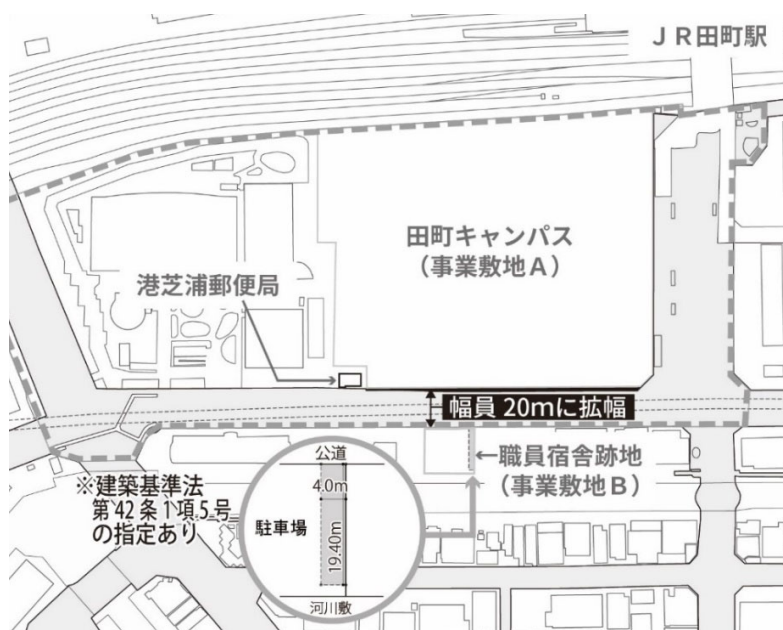 JR田町駅
田町キャンパス
（事業敷地A）
港芝浦郵便局
幅員 20mに拡幅
←職員宿舎跡地
（事業敷地B）
※建築基準法
第42条1項5号
の指定あり
公道
4.0m
駐車場
19.40m
河川敷